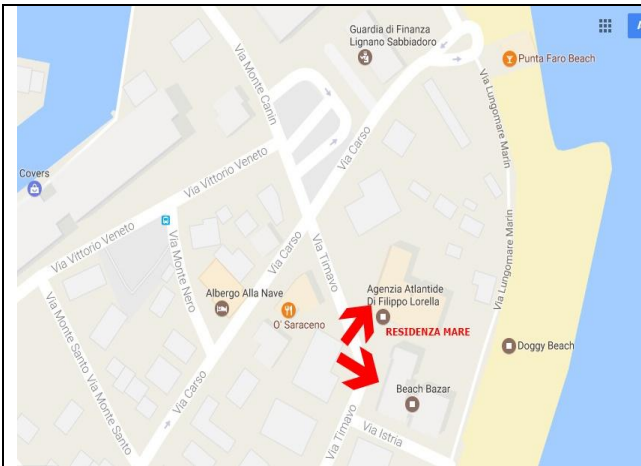 Guardia di Finanza
Lignano Sabbiadoro
Punta Faro Beach
Via Monte Canin
Via Lungomare Marin
Via Carso
Covers
Via Vittorio Veneto
Via Vittorio Veneto
Via Monte Nero
Via Carso
Via Timavo
Via Lungomare Marin
Albergo Alla Nave
O' Saraceno
Agenzia Atlantide
Di Filippo Lorella
RESIDENZA MARE
Doggy Beach
Via Monte Santo
Via Monte Santo
Via Carso
Beach Bazar
Via Timavo
Via Istria